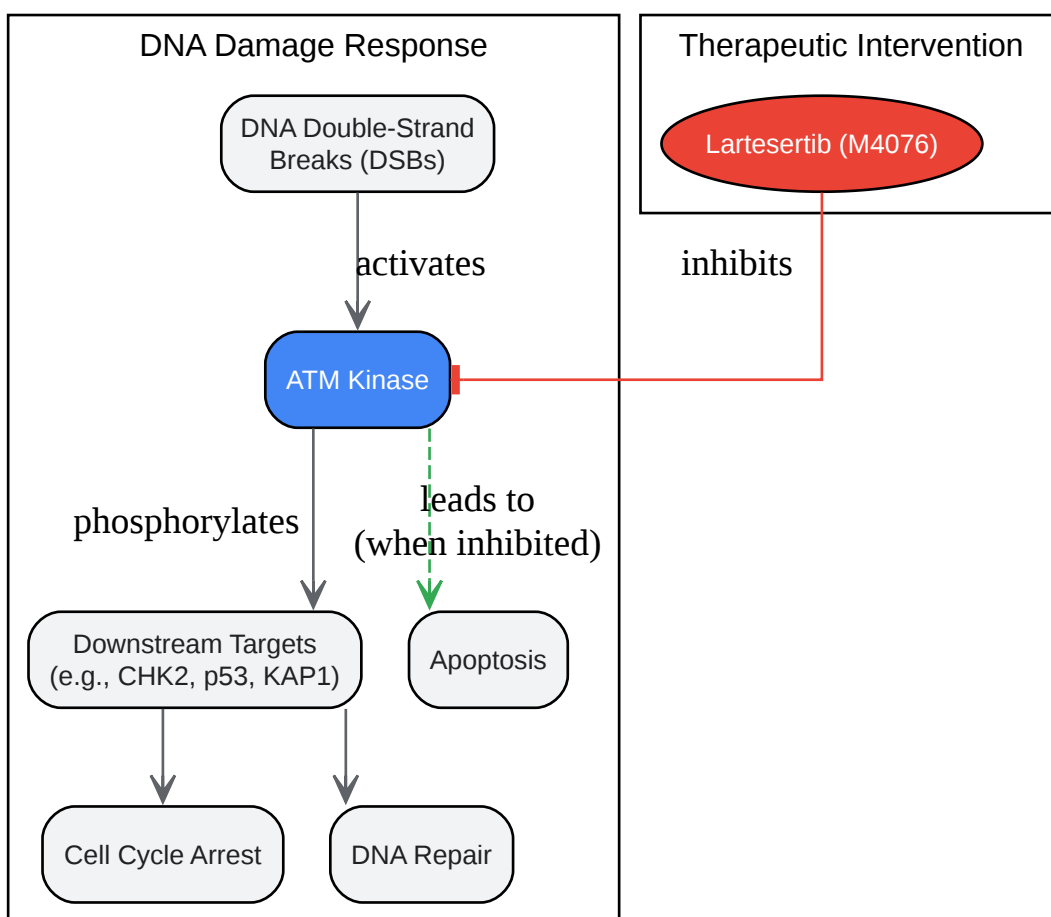 DNA Damage Response
Therapeutic Intervention
DNA Double-Strand
Breaks (DSBs)
Lartesertib (M4076)
activates
inhibits
ATM Kinase
phosphorylates
leads to
(when inhibited)
Downstream Targets
(e.g., CHK2, p53, KAP1)
Apoptosis
Cell Cycle Arrest
DNA Repair